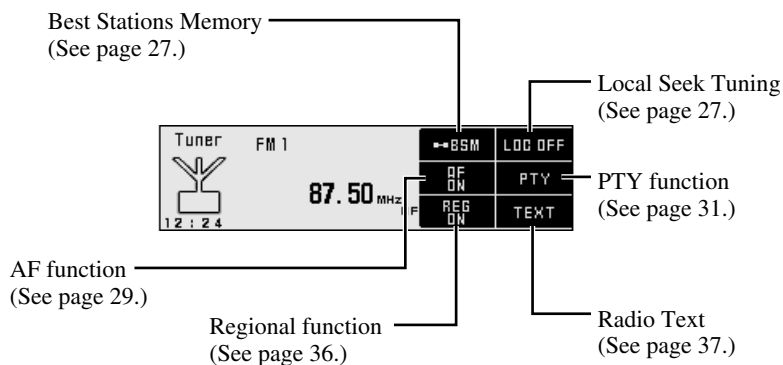 Best Stations Memory
(See page 27.)
Local Seek Tuning
(See page 27.)
Tuner
FM 1
BSM
LOC OFF
AF
ON
PTY
87.50 MHz
REG
ON
TEXT
12:24
PTY function
(See page 31.)
AF function
(See page 29.)
Regional function
(See page 36.)
Radio Text
(See page 37.)